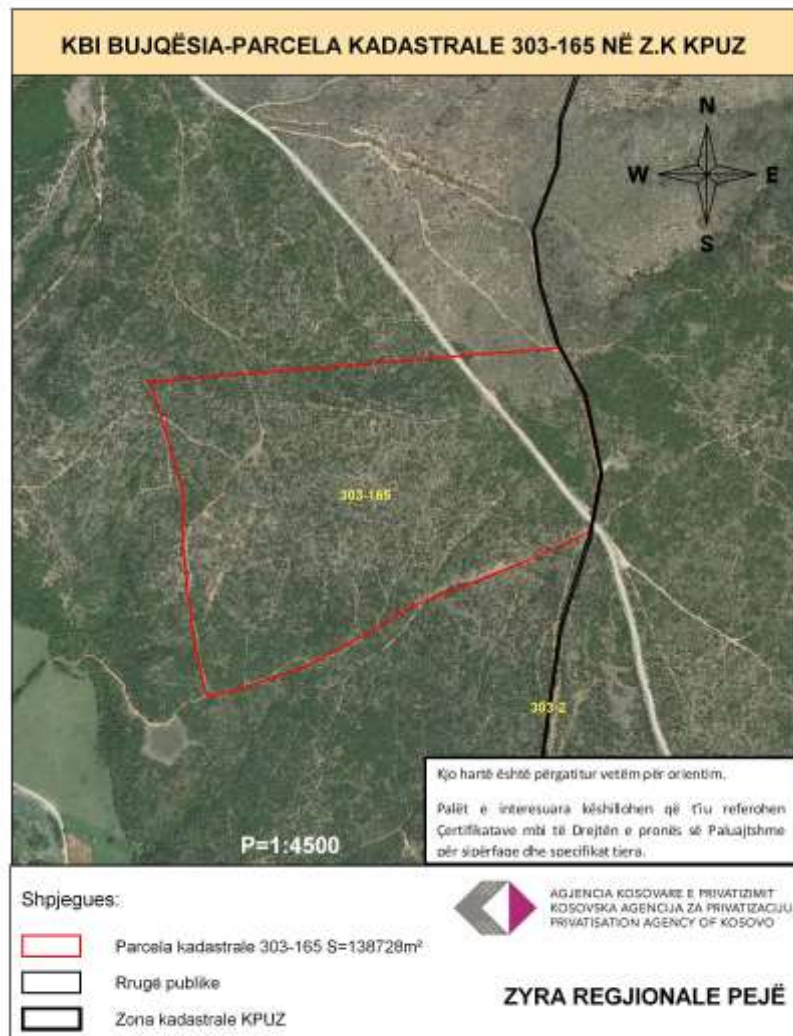 KBI BUJQËSIA-PARCELA KADASTRALE 303-165 NË Z.K KPUZ
N
W
E
S
303-165
303-2
Kjo hartë është përgatitur vetëm për orientim.
Palët e interesuara këshillohen që t'iu referohen
Çertifikatave mbi të Drejtën e pronës së Paluajtshme
për sipërfaqe dhe specifikat tjera.
P=1:4500
Shpjegues:
Parcela kadastrale 303-165 S=138728m²
Rrugë publike
Zona kadastrale KPUZ
AGJENCIA KOSOVARE E PRIVATIZIMIT
KOSOVSKA AGENCIJA ZA PRIVATIZACIJU
PRIVATISATION AGENCY OF KOSOVO
ZYRA REGJIONALE PEJË